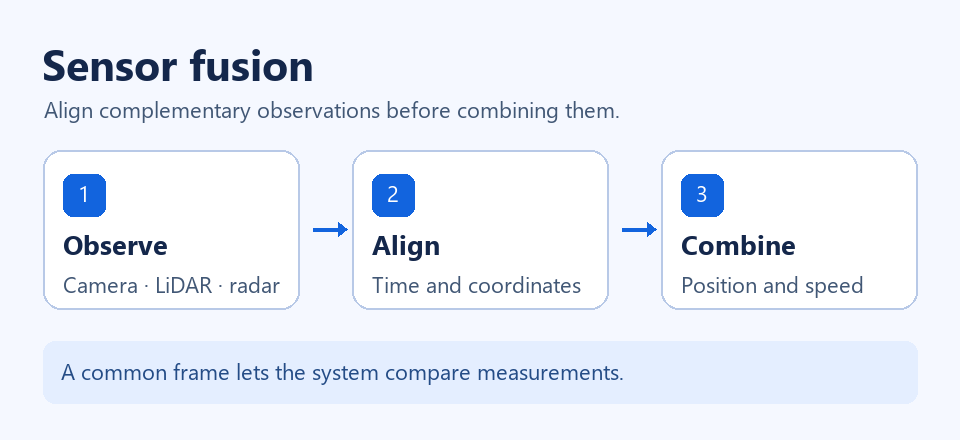 Sensor fusion
Align complementary observations before combining them.
1
Observe
Camera · LiDAR · radar
2
Align
Time and coordinates
3
Combine
Position and speed
A common frame lets the system compare measurements.